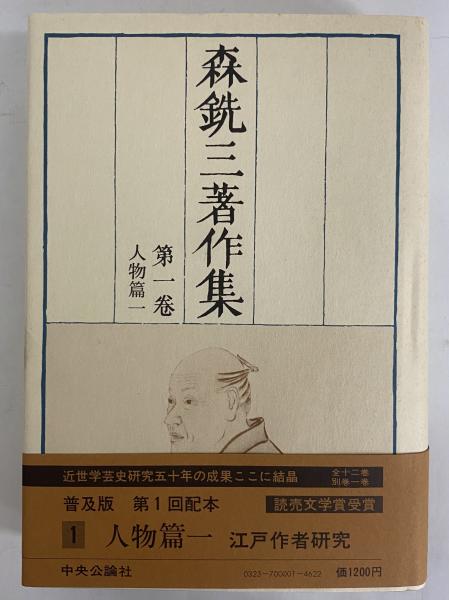 森銑三著作集
第一卷
人物篇一
近世学芸史研究五十年の成果ここに結晶
全十二巻
別巻一巻
普及版 第1回配本
読売文学賞受賞
1 人物篇一 江戸作者研究
中央公論社
0323-700001-4622 価1200円